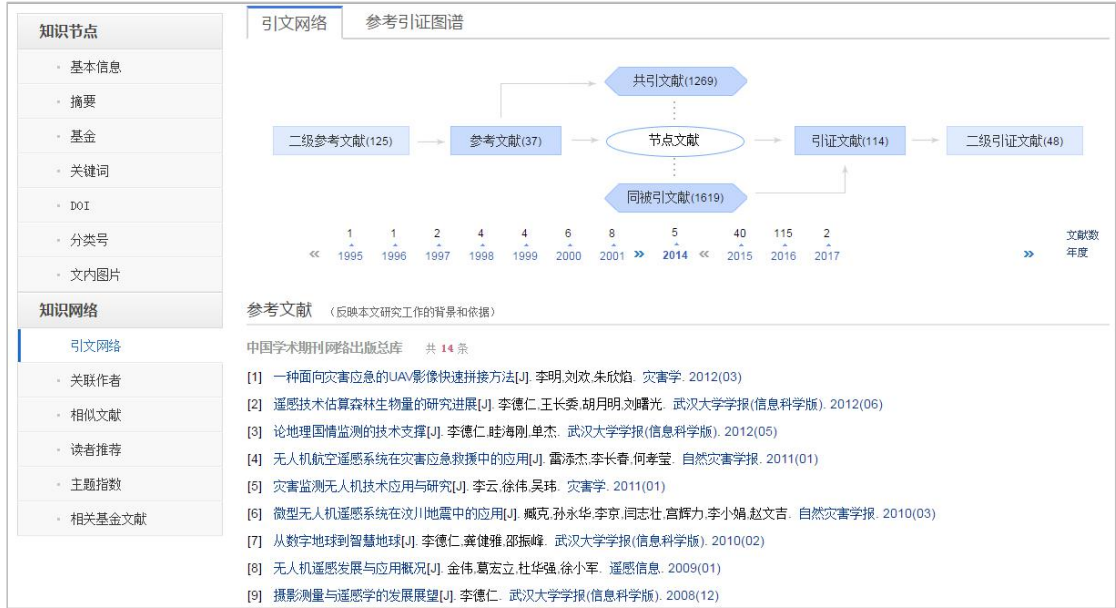 知识节点
基本信息
摘要
基金
关键词
DOI
分类号
文内图片
知识网络
引文网络
关联作者
相似文献
读者推荐
主题指数
相关基金文献
引文网络 参考引证图谱
共引文献(1269)
二级参考文献(125) 参考文献(37) 节点文献 引证文献(114) 二级引证文献(48)
同被引文献(1619)
1 1 2 4 4 6 8 5 40 115 2 文献数
« 1995 1996 1997 1998 1999 2000 2001 » 2014 « 2015 2016 2017 » 年度
参考文献 (反映本文研究工作的背景和依据)
中国学术期刊网络出版总库 共 14 条
[1] 一种面向灾害应急的UAV影像快速拼接方法[J]. 李明,刘欢,朱欣焰. 灾害学. 2012(03)
[2] 遥感技术估算森林生物量的研究进展[J]. 李德仁,王长委,胡月明,刘曙光. 武汉大学学报(信息科学版). 2012(06)
[3] 论地理国情监测的技术支撑[J]. 李德仁,眭海刚,单杰. 武汉大学学报(信息科学版). 2012(05)
[4] 无人机航空遥感系统在灾害应急救援中的应用[J]. 雷添杰,李长春,何孝莹. 自然灾害学报. 2011(01)
[5] 灾害监测无人机技术应用与研究[J]. 李云,徐伟,吴玮. 灾害学. 2011(01)
[6] 微型无人机遥感系统在汶川地震中的应用[J]. 臧克,孙永华,李京,闫志壮,宫辉力,李小娟,赵文吉. 自然灾害学报. 2010(03)
[7] 从数字地球到智慧地球[J]. 李德仁,龚健雅,邵振峰. 武汉大学学报(信息科学版). 2010(02)
[8] 无人机遥感发展与应用概况[J]. 金伟,葛宏立,杜华强,徐小军. 遥感信息. 2009(01)
[9] 摄影测量与遥感学的发展展望[J]. 李德仁. 武汉大学学报(信息科学版). 2008(12)